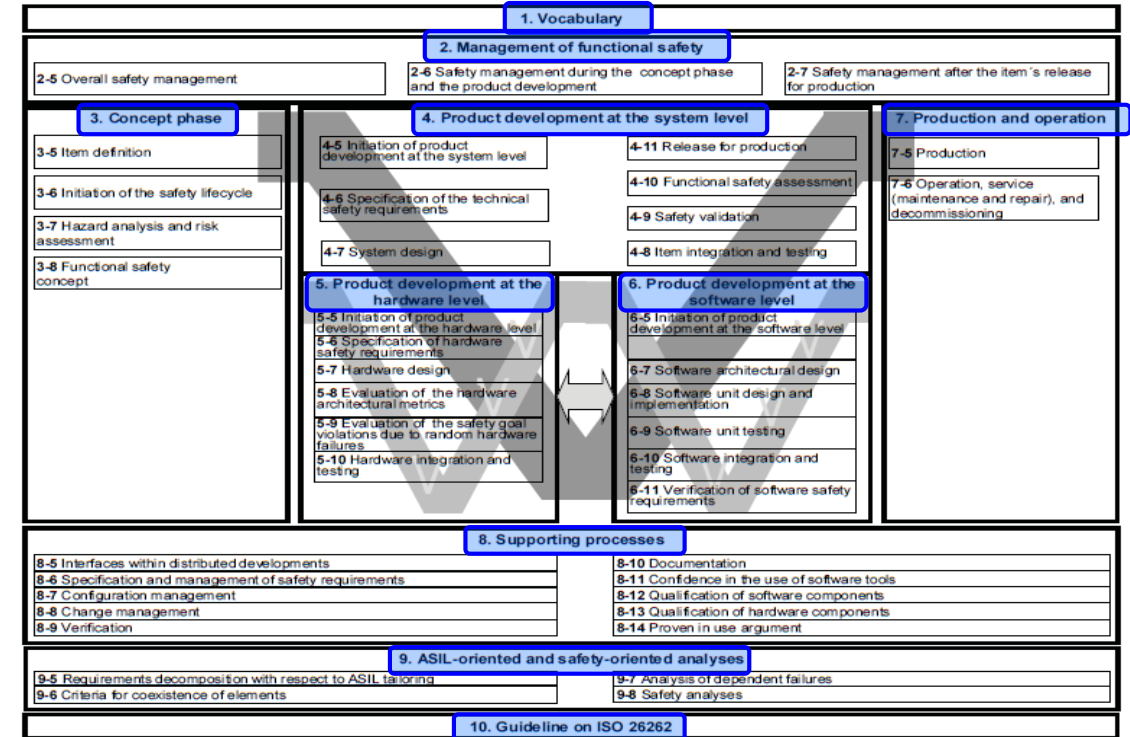 1. Vocabulary
2. Management of functional safety
2-5 Overall safety management
2-6 Safety management during the concept phase
and the product development
2-7 Safety management after the item´s release
for production
3. Concept phase
3-5 Item definition
3-6 Initiation of the safety lifecycle
3-7 Hazard analysis and risk
assessment
3-8 Functional safety
concept
4. Product development at the system level
4-5 Initiation of product
development at the system level
4-6 Specification of the technical
safety requirements
4-7 System design
4-11 Release for production
4-10 Functional safety assessment
4-9 Safety validation
4-8 Item integration and testing
7. Production and operation
7-5 Production
7-6 Operation, service
(maintenance and repair), and
decommissioning
5. Product development at the
hardware level
5-5 Initiation of product
development at the hardware level
5-6 Specification of hardware
safety requirements
5-7 Hardware design
5-8 Evaluation of the hardware
architectural metrics
5-9 Evaluation of the safety goal
violations due to random hardware
failures
5-10 Hardware integration and
testing
6. Product development at the
software level
6-5 Initiation of product
development at the software level
6-7 Software architectural design
6-8 Software unit design and
implementation
6-9 Software unit testing
6-10 Software integration and
testing
6-11 Verification of software safety
requirements
8. Supporting processes
8-5 Interfaces within distributed developments
8-6 Specification and management of safety requirements
8-7 Configuration management
8-8 Change management
8-9 Verification
8-10 Documentation
8-11 Confidence in the use of software tools
8-12 Qualification of software components
8-13 Qualification of hardware components
8-14 Proven in use argument
9. ASIL-oriented and safety-oriented analyses
9-5 Requirements decomposition with respect to ASIL tailoring
9-6 Criteria for coexistence of elements
9-7 Analysis of dependent failures
9-8 Safety analyses
10. Guideline on ISO 26262